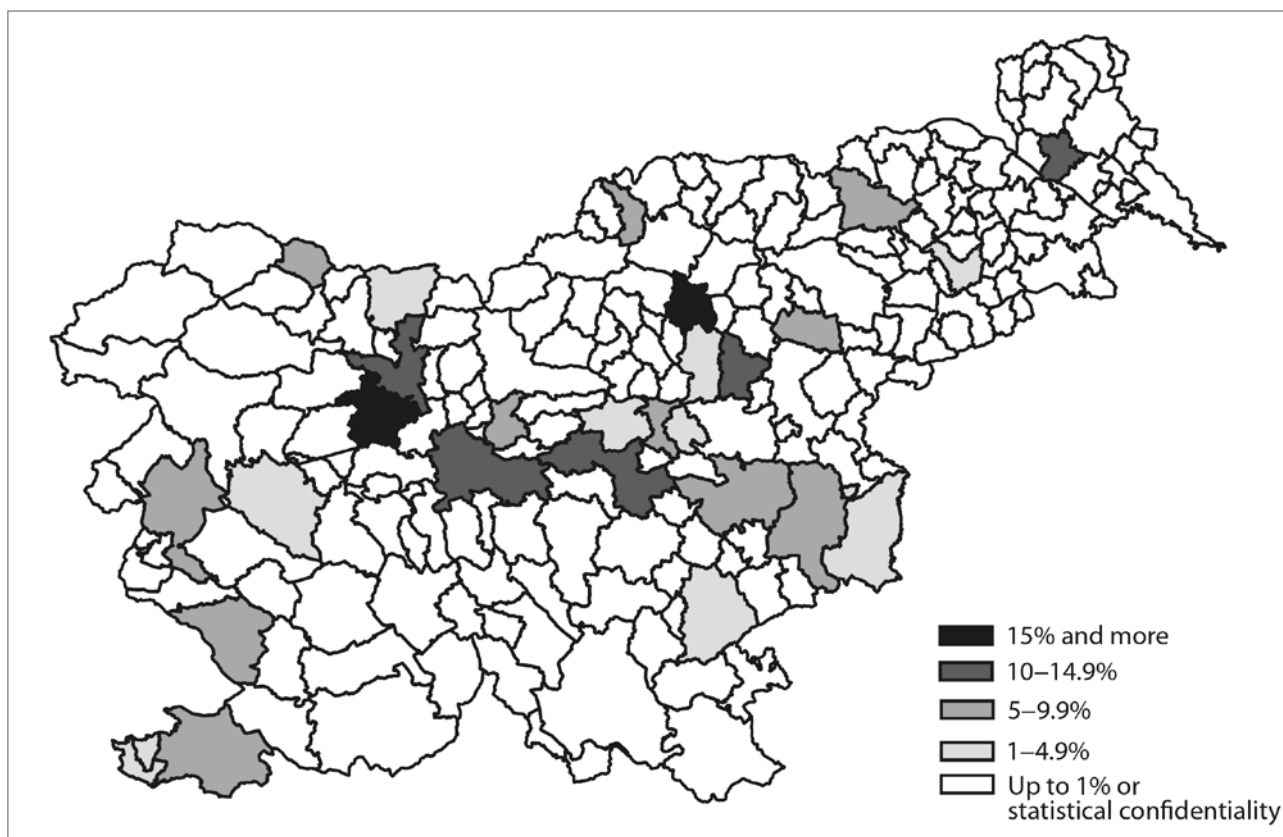 15% and more
10–14.9%
5–9.9%
1–4.9%
Up to 1% or
statistical confidentiality